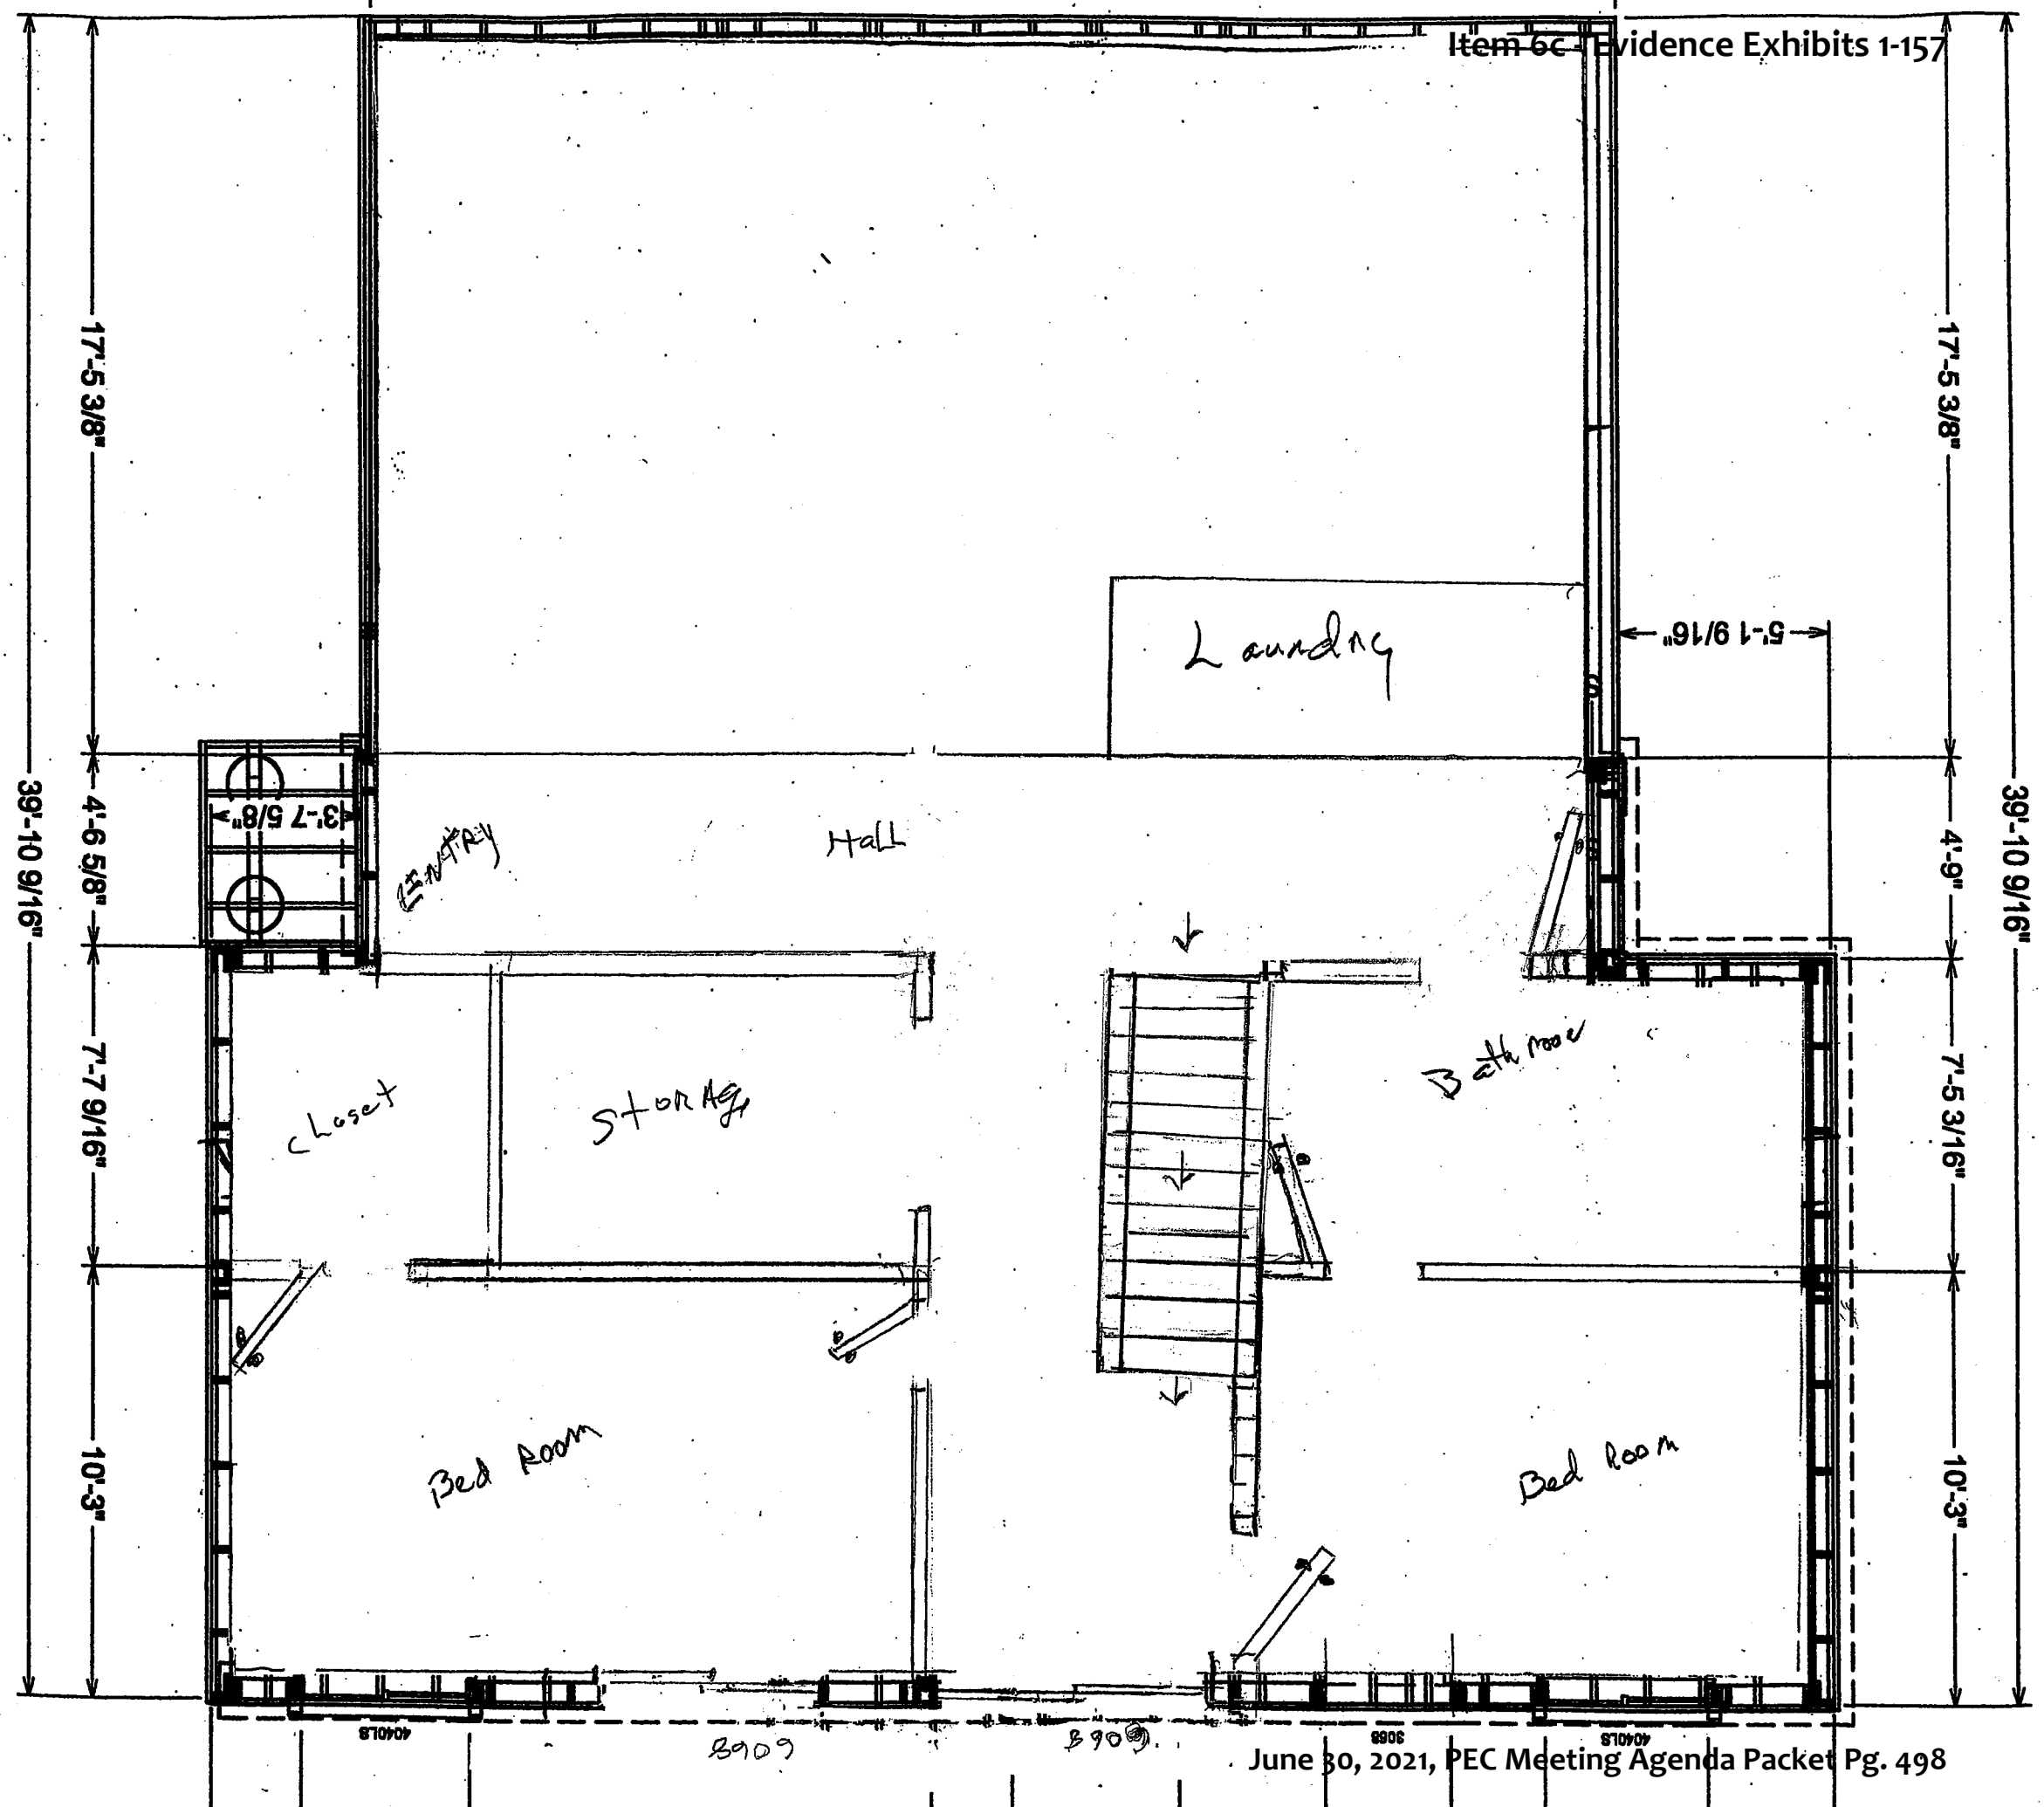 Item 6c - Evidence Exhibits 1-157
17'-5 3/8"
17'-5 3/8"
Laundry
5'-1 9/16"
39'-10 9/16"
4'-6 5/8"
3'-7 5/8"
Entry
Hall
4'-9"
39'-10 9/16"
7'-7 9/16"
Closet
Storage
Bathroom
7'-5 3/16"
10'-3"
Bed Room
Bed Room
10'-3"
4040LS
6068
6068
3068
4040LS
June 30, 2021, PEC Meeting Agenda Packet Pg. 498